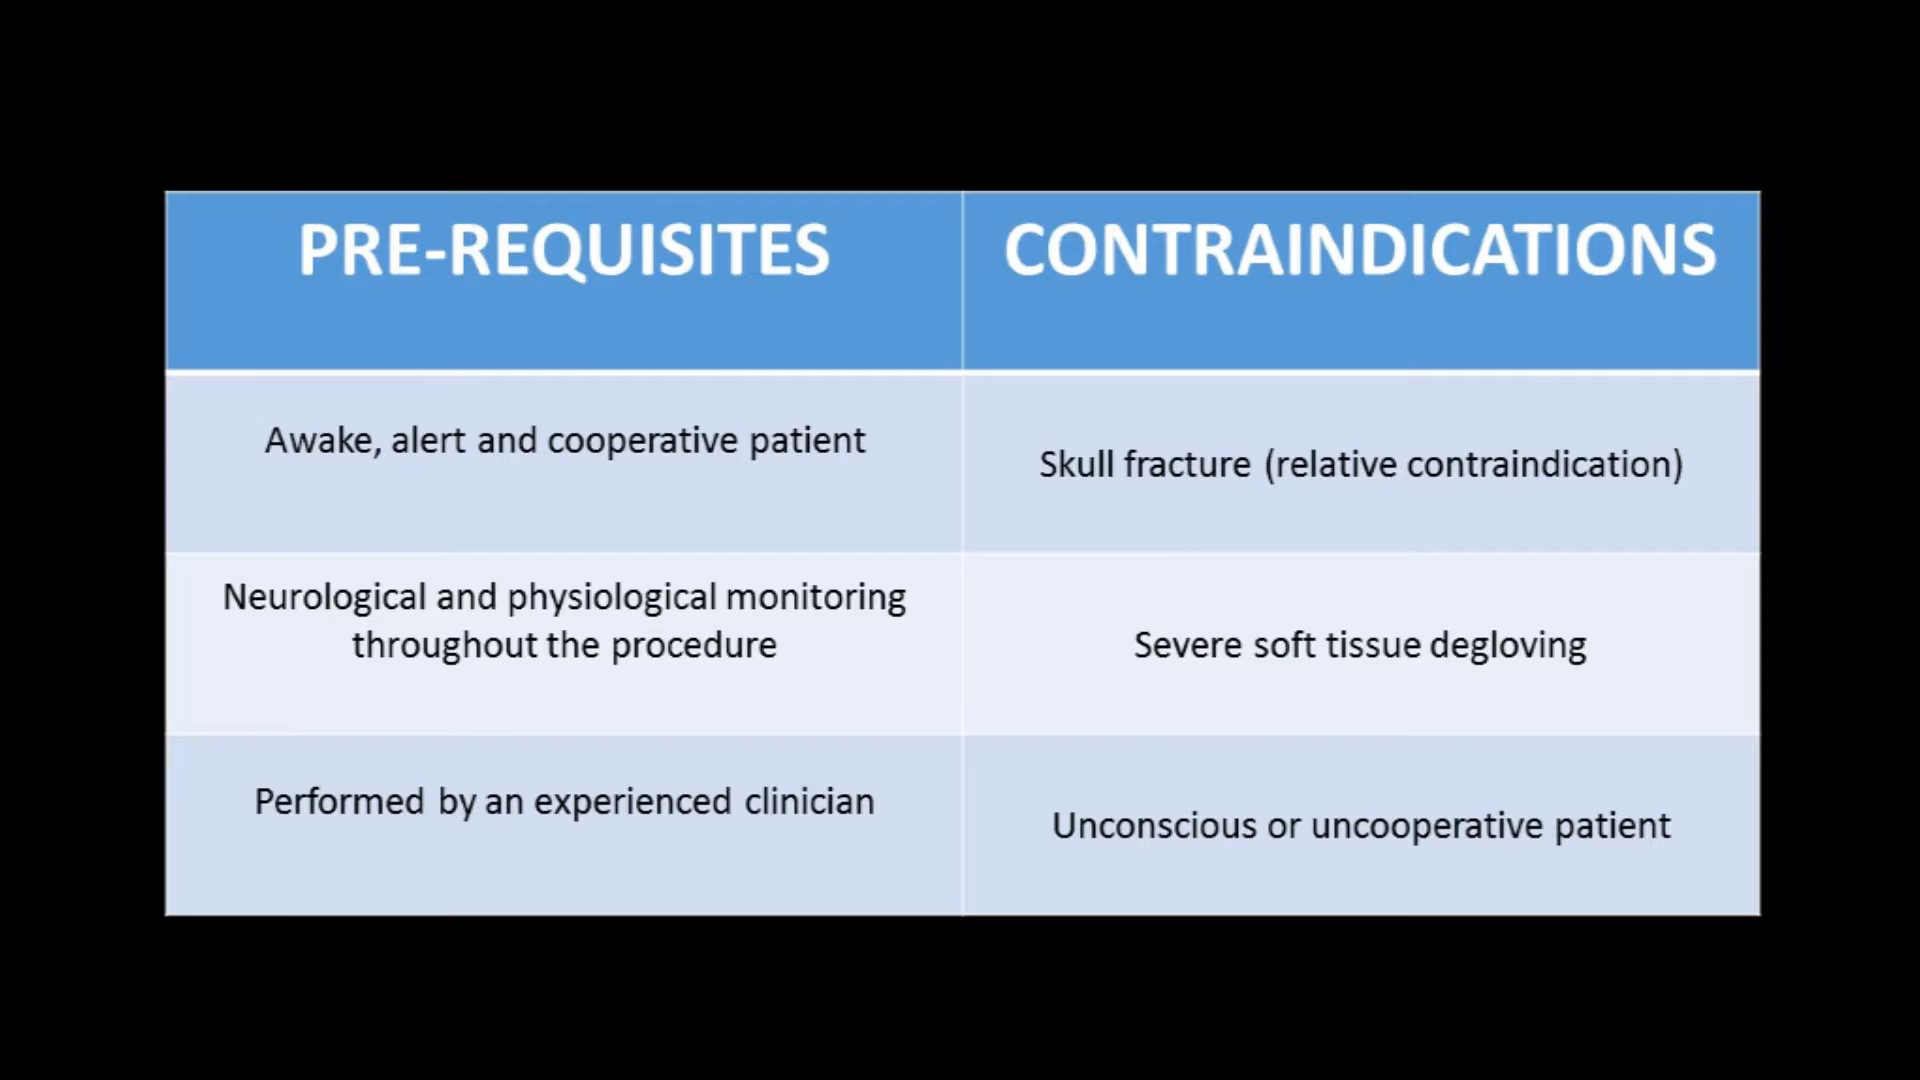 PRE-REQUISITES
CONTRAINDICATIONS
Awake, alert and cooperative patient
Skull fracture (relative contraindication)
Neurological and physiological monitoring
throughout the procedure
Severe soft tissue degloving
Performed by an experienced clinician
Unconscious or uncooperative patient